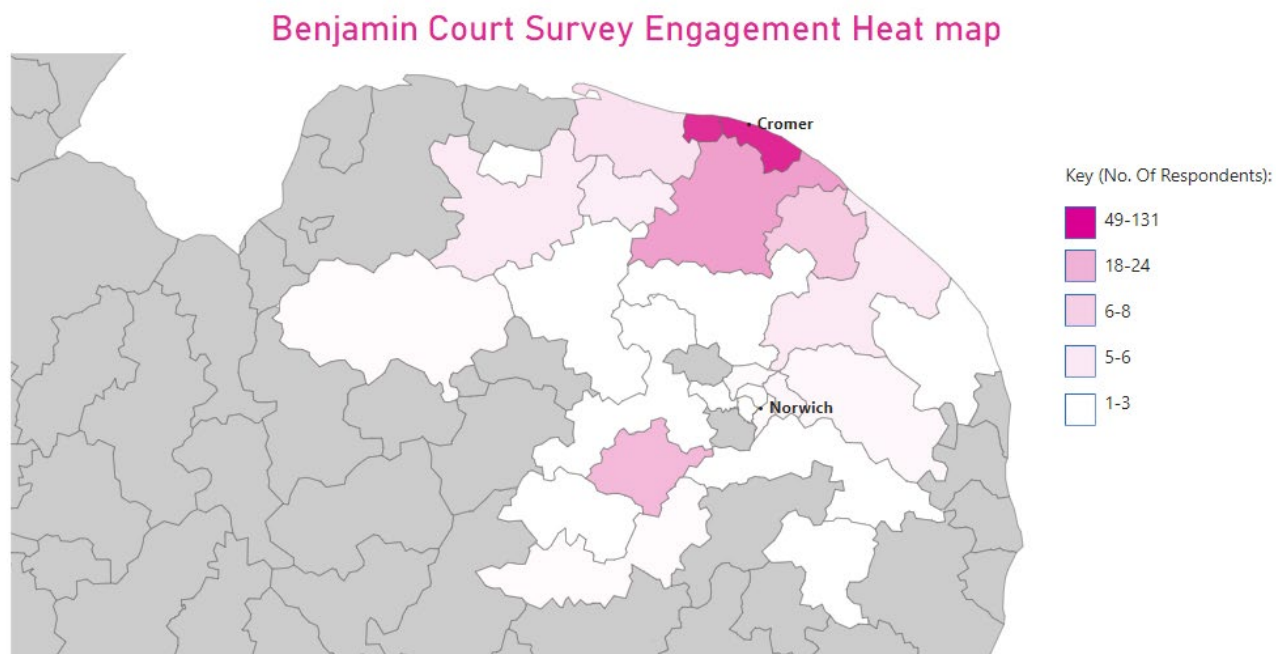 Benjamin Court Survey Engagement Heat map
Cromer
Key (No. Of Respondents):
49-131
18-24
6-8
5-6
1-3
Norwich